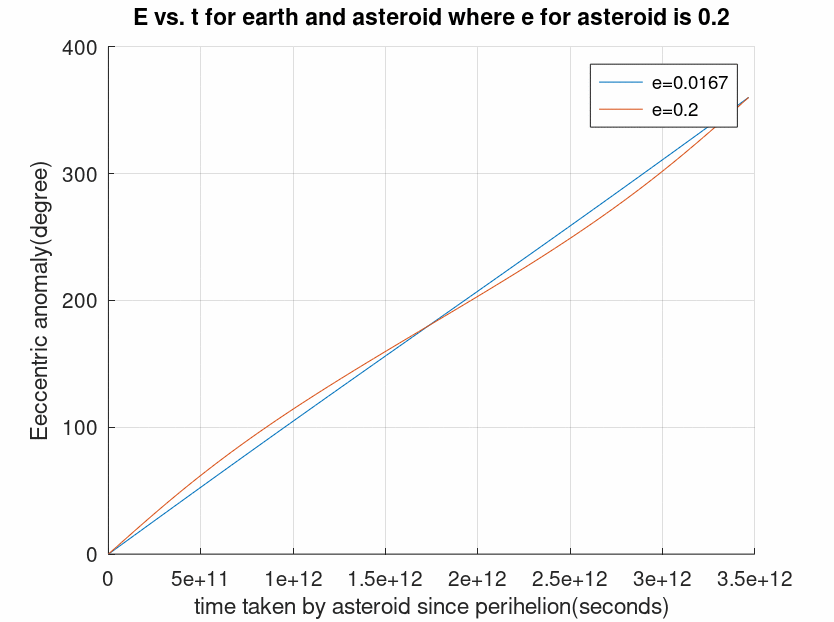 E vs. t for earth and asteroid where e for asteroid is 0.2
400
300
200
100
0
Eeccentric anomaly(degree)
e=0.0167
e=0.2
0 5e+11 1e+12 1.5e+12 2e+12 2.5e+12 3e+12 3.5e+12
time taken by asteroid since perihelion(seconds)